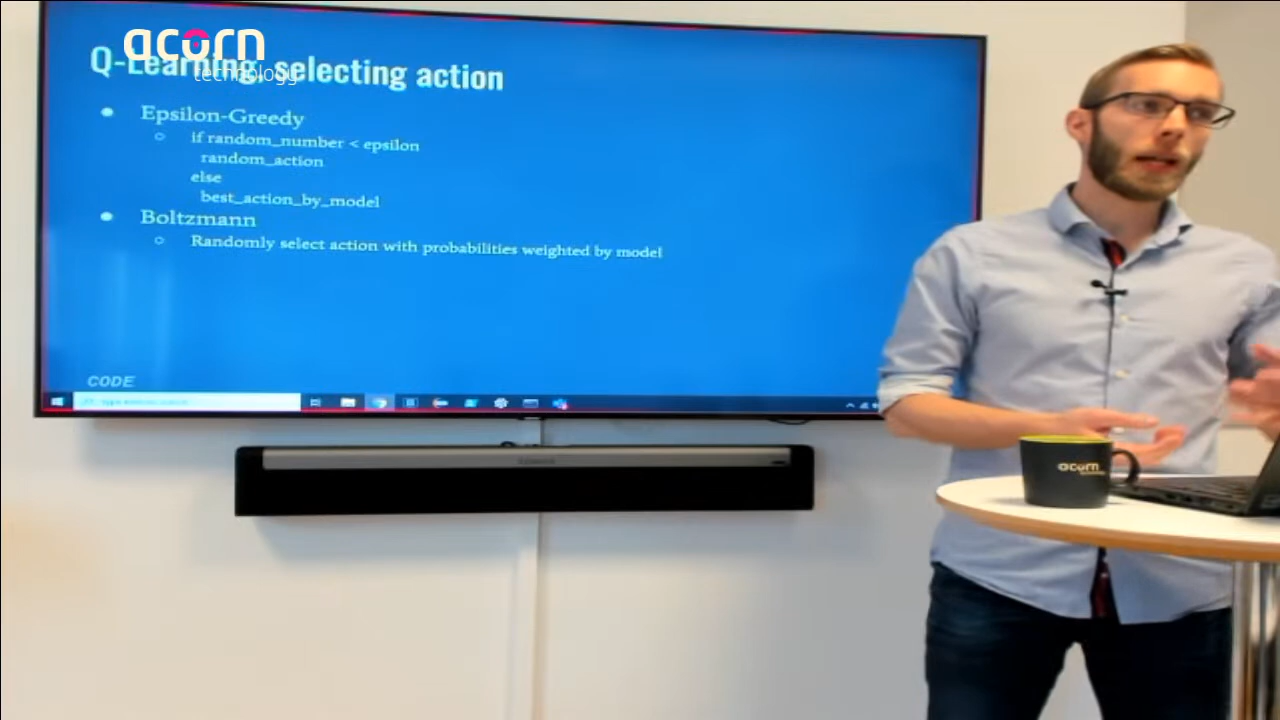 acorn
technology
Q-Learning, selecting action
Epsilon-Greedy
if random_number < epsilon
random_action
else
best_action_by_model
Boltzmann
Randomly select action with probabilities weighted by model
CODE
acorn